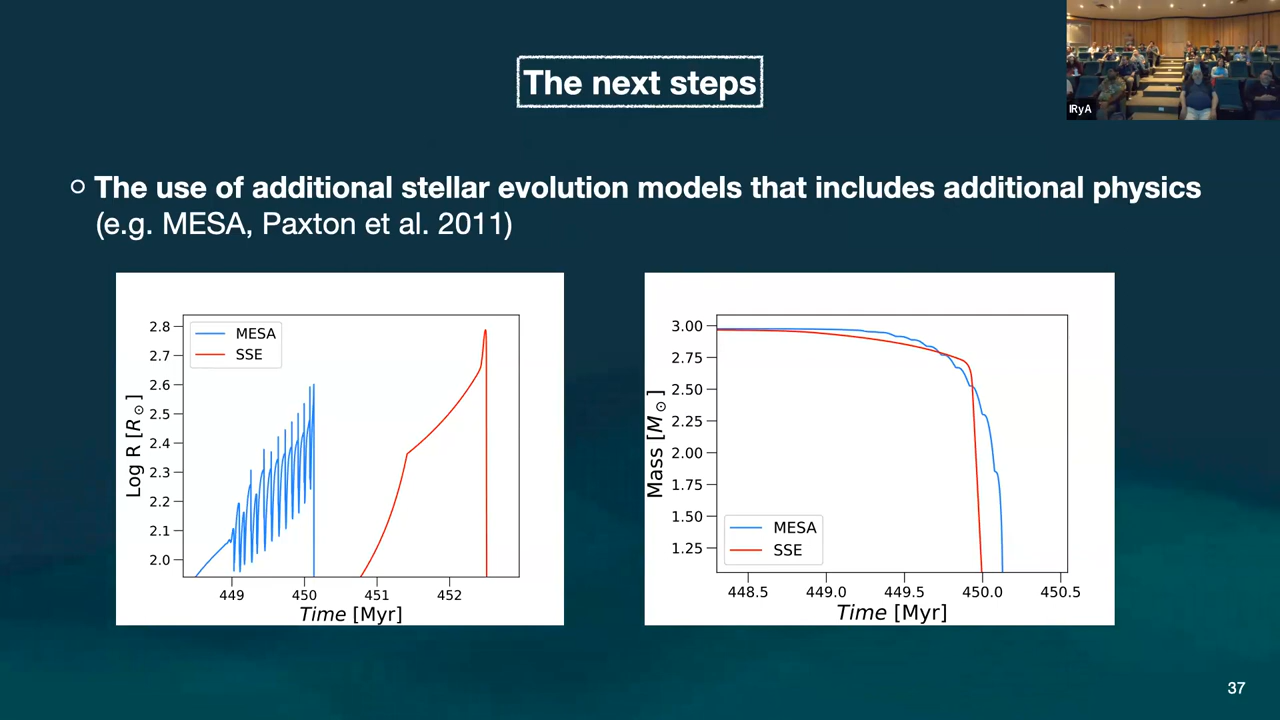 The next steps
IRyA
The use of additional stellar evolution models that includes additional physics
(e.g. MESA, Paxton et al. 2011)
MESA
SSE
2.8
2.7
2.6
2.5
2.4
2.3
2.2
2.1
2.0
Log R [R⊙]
449
450
451
452
Time [Myr]
3.00
2.75
2.50
2.25
2.00
1.75
1.50
1.25
Mass [M⊙]
MESA
SSE
448.5
449.0
449.5
450.0
450.5
Time [Myr]
37